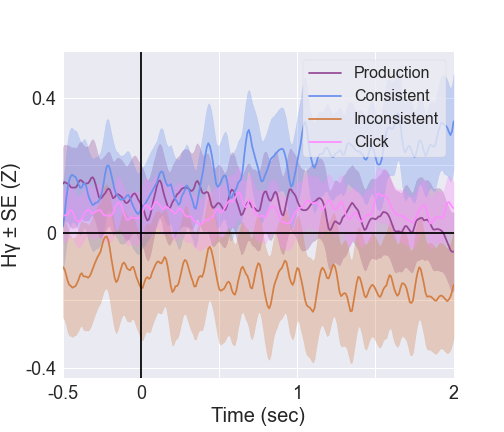 Production
Consistent
Inconsistent
Click
0.4
0
-0.4
Hγ ± SE (Z)
-0.5 0 1 2
Time (sec)